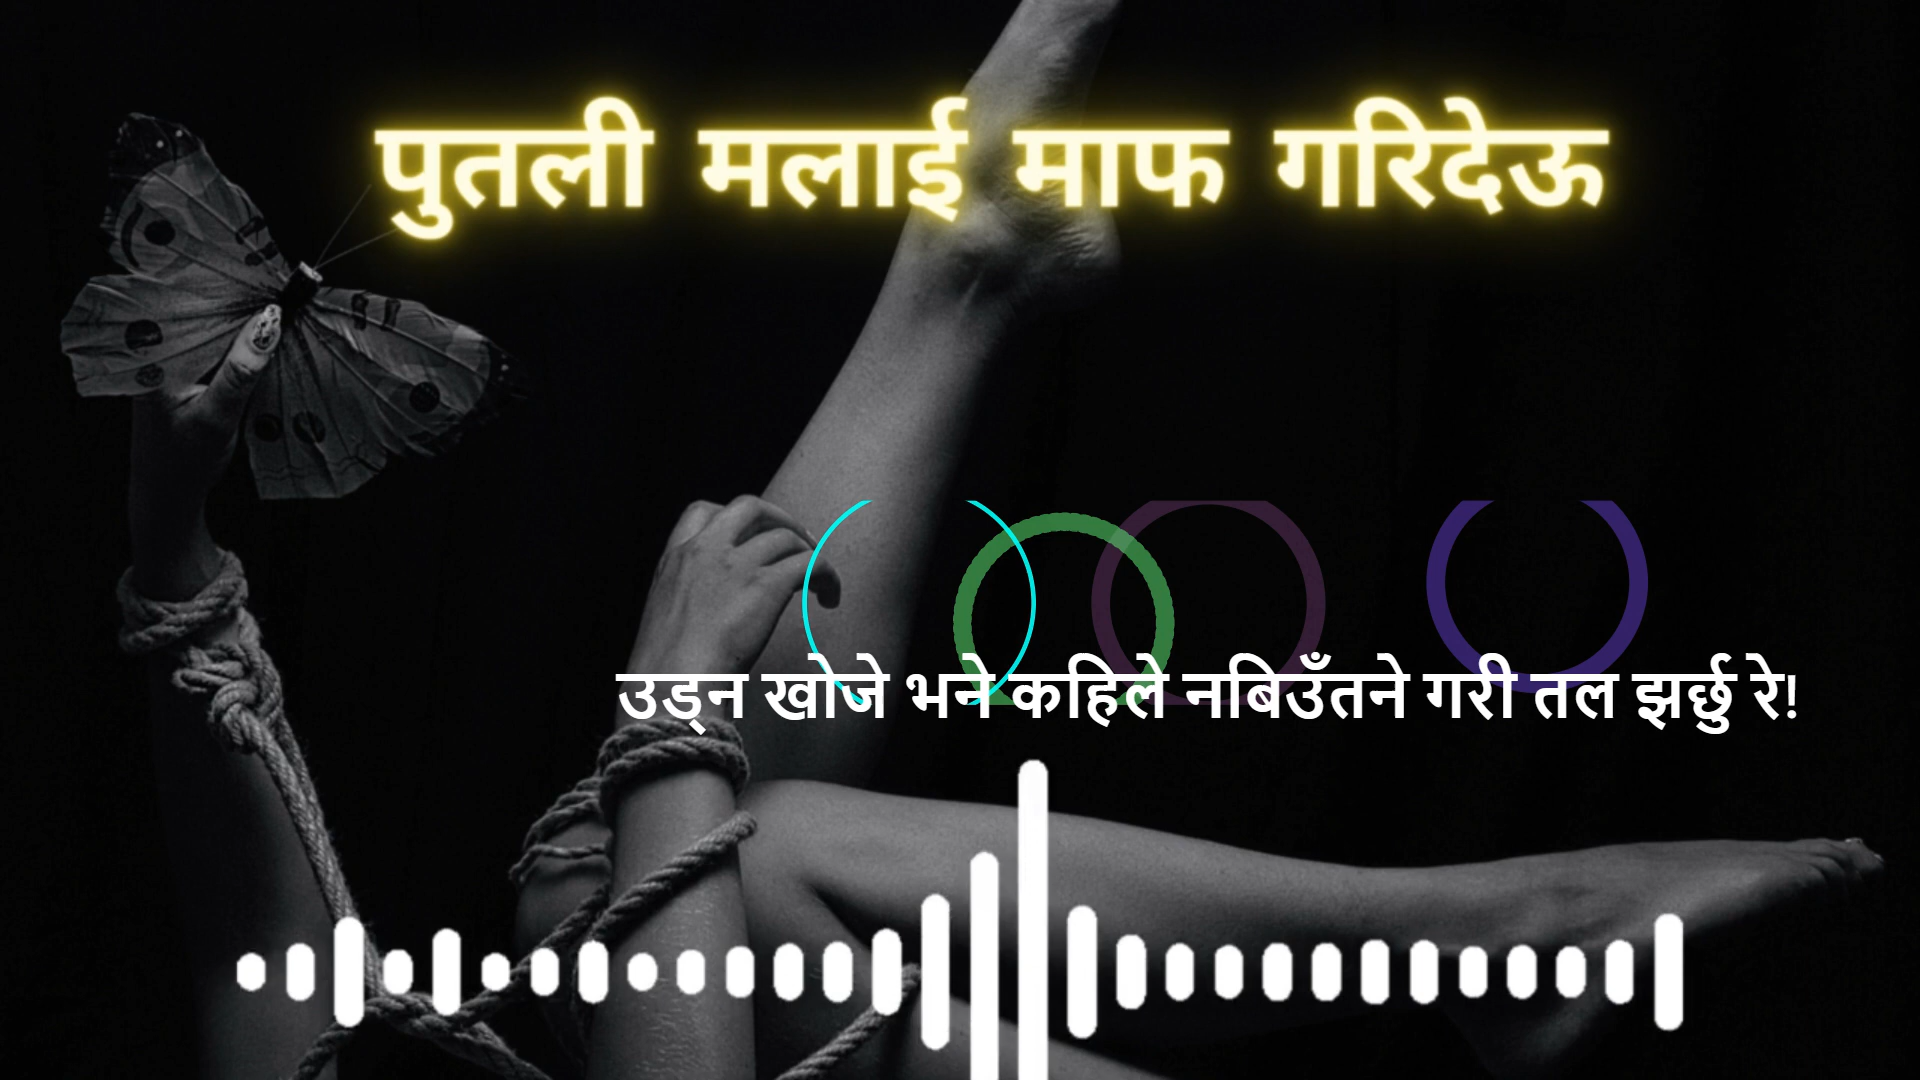 पुतली मलाई माफ गरिदेऊ
उड्न खोजे भने कहिले नबिउँतने गरी तल झर्छु रे!